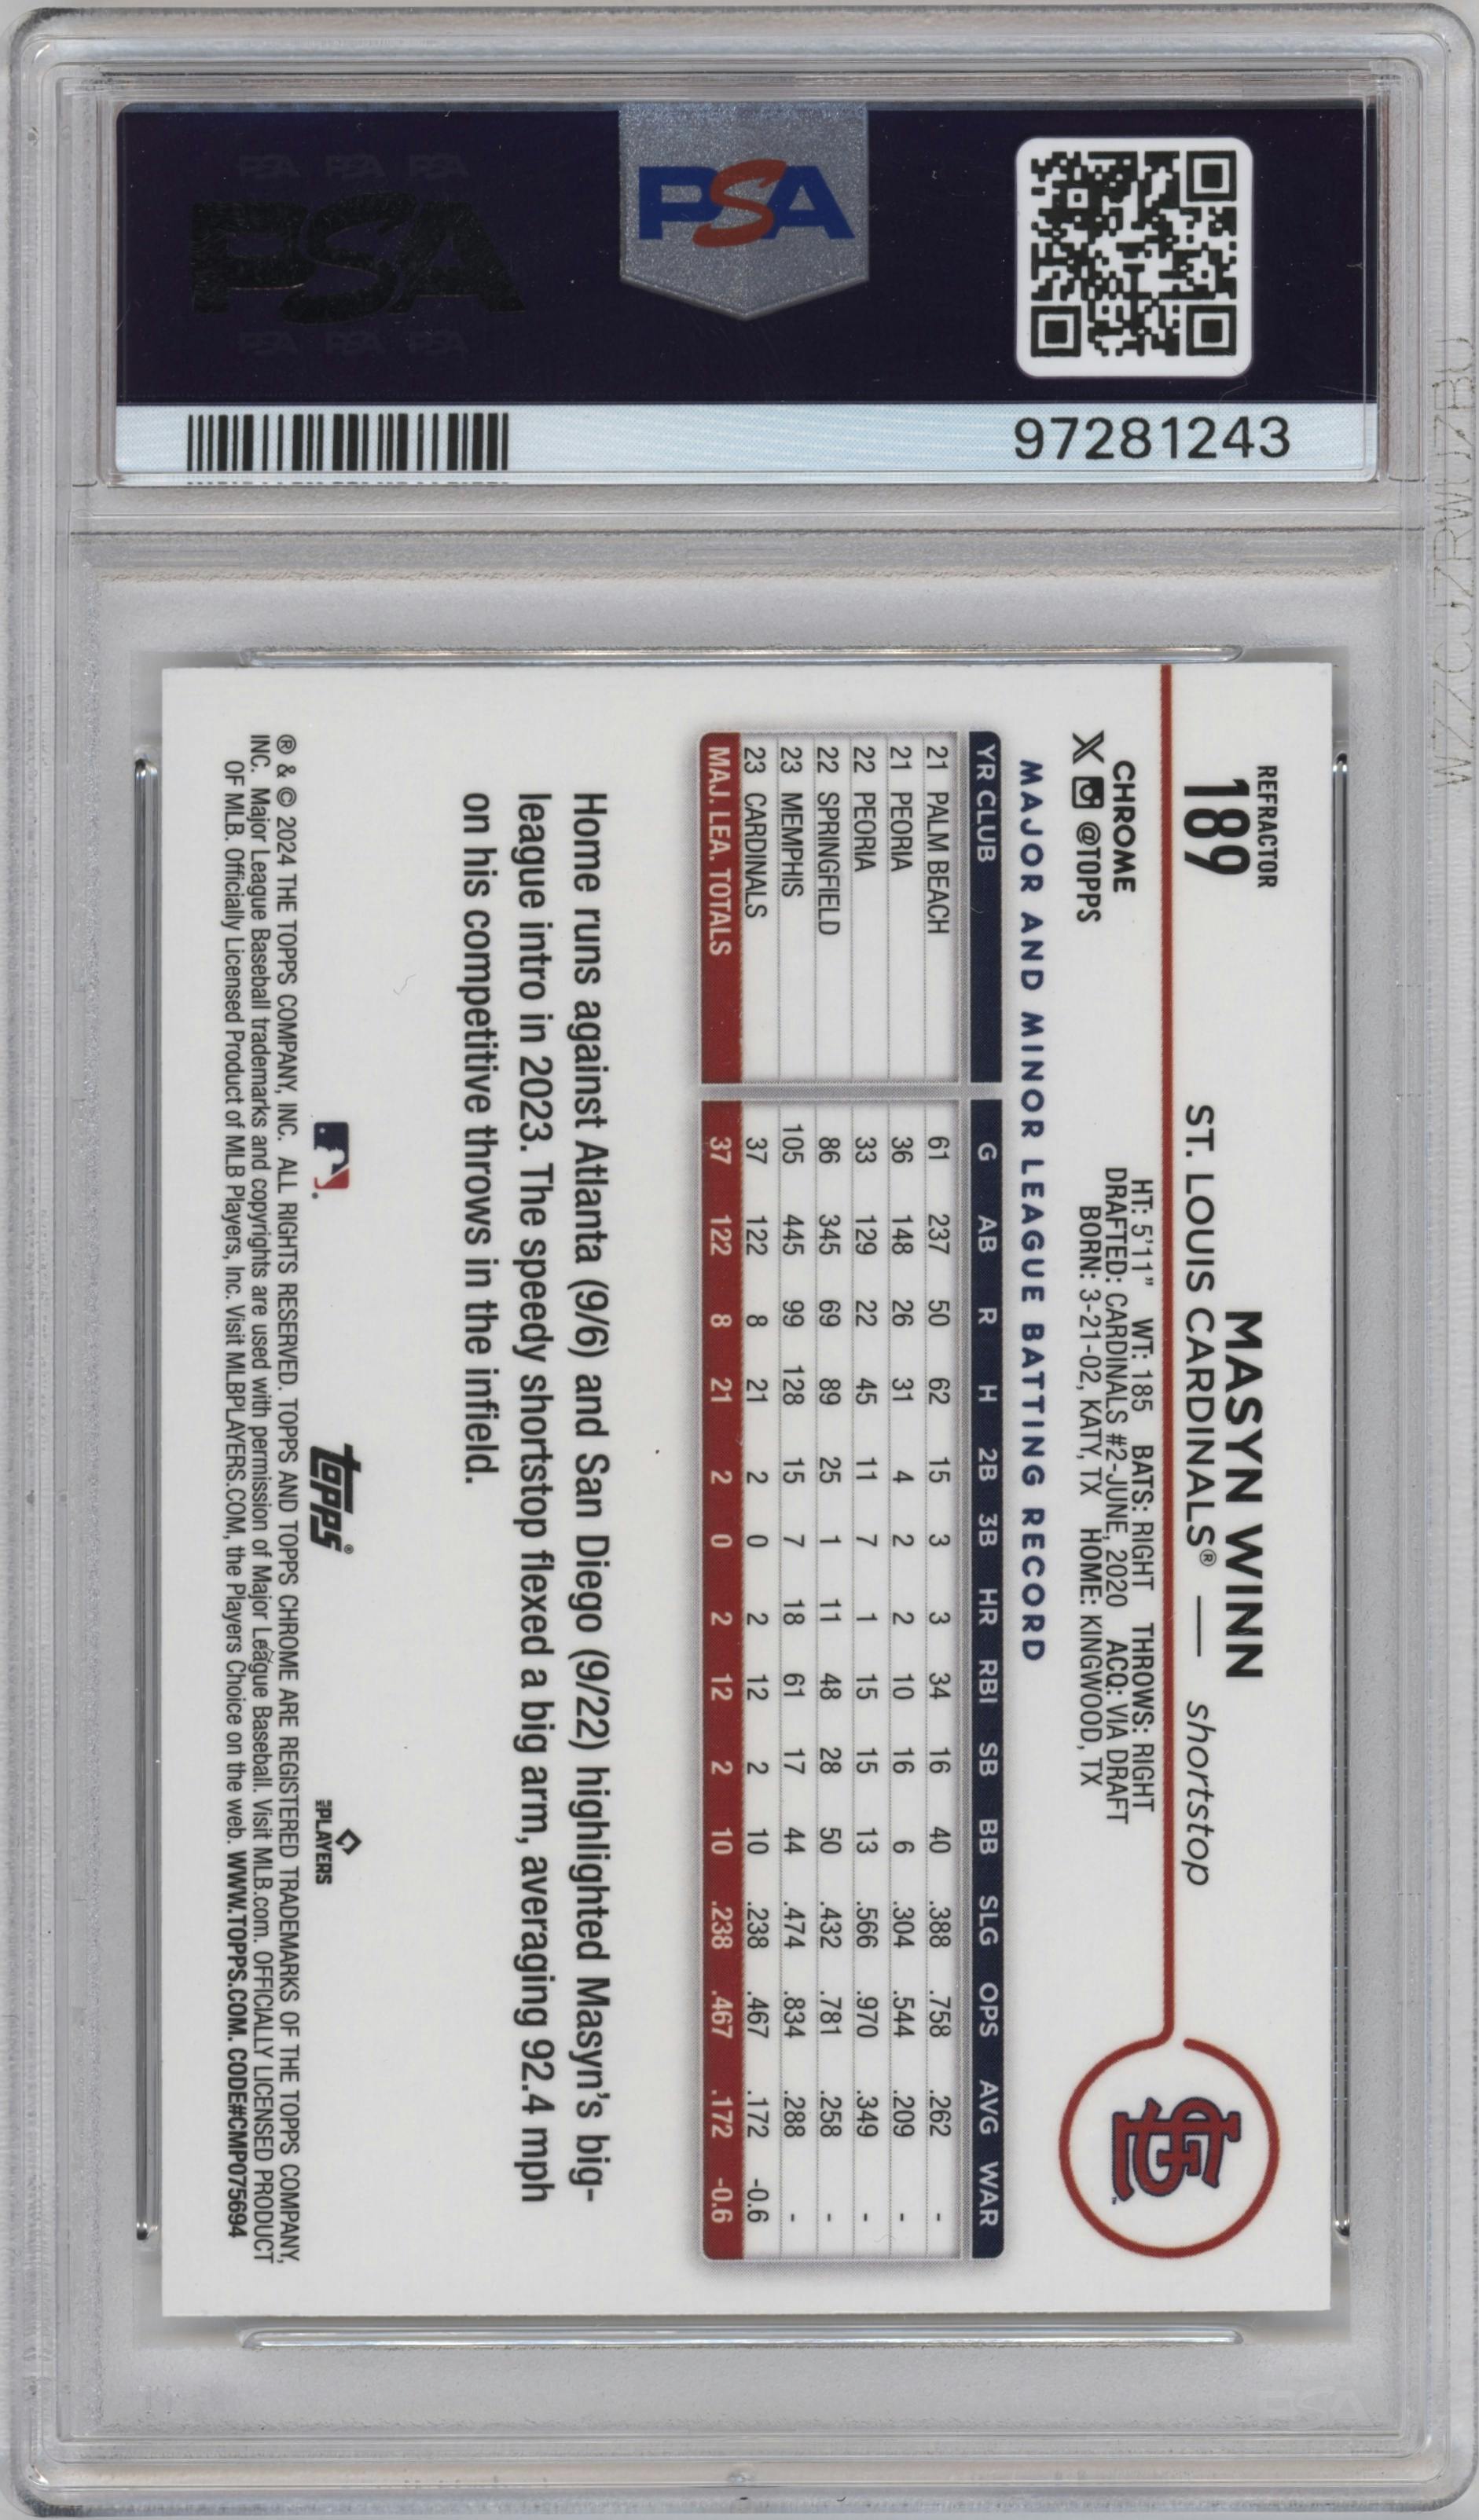 PSA PSA PSA
PSA
PSA PSA PSA
PSA
97281243
REFRACTOR
189
MASYN WINN
ST. LOUIS CARDINALS® — shortstop
CHROME
X @TOPPS
HT: 5'11" WT: 185 BATS: RIGHT THROWS: RIGHT
DRAFTED: CARDINALS #2-JUNE, 2020 ACQ: VIA DRAFT
BORN: 3-21-02, KATY, TX HOME: KINGWOOD, TX
MAJOR AND MINOR LEAGUE BATTING RECORD
YR CLUB G AB R H 2B 3B HR RBI SB BB SLG OPS AVG WAR
21 PALM BEACH 61 237 50 62 15 3 3 34 16 40 .388 .758 .262 -
21 PEORIA 36 148 26 31 4 2 2 10 16 6 .304 .544 .209 -
22 PEORIA 33 129 22 45 11 7 1 15 15 13 .566 .970 .349 -
22 SPRINGFIELD 86 345 69 89 25 1 11 48 28 50 .432 .781 .258 -
23 MEMPHIS 105 445 99 128 15 7 18 61 17 44 .474 .834 .288 -
23 CARDINALS 37 122 8 21 2 0 2 12 2 10 .238 .467 .172 -0.6
MAJ. LEA. TOTALS 37 122 8 21 2 0 2 12 2 10 .238 .467 .172 -0.6
Home runs against Atlanta (9/6) and San Diego (9/22) highlighted Masyn's big-
league intro in 2023. The speedy shortstop flexed a big arm, averaging 92.4 mph
on his competitive throws in the infield.
topps®
PLAYERS
® & © 2024 THE TOPPS COMPANY, INC. ALL RIGHTS RESERVED. TOPPS AND TOPPS CHROME ARE REGISTERED TRADEMARKS OF THE TOPPS COMPANY,
INC. Major League Baseball trademarks and copyrights are used with permission of Major League Baseball. Visit MLB.com. OFFICIALLY LICENSED PRODUCT
OF MLB. Officially Licensed Product of MLB Players, Inc. Visit MLBPLAYERS.COM, the Players Choice on the web. WWW.TOPPS.COM. CODE#CMP075694
PSA